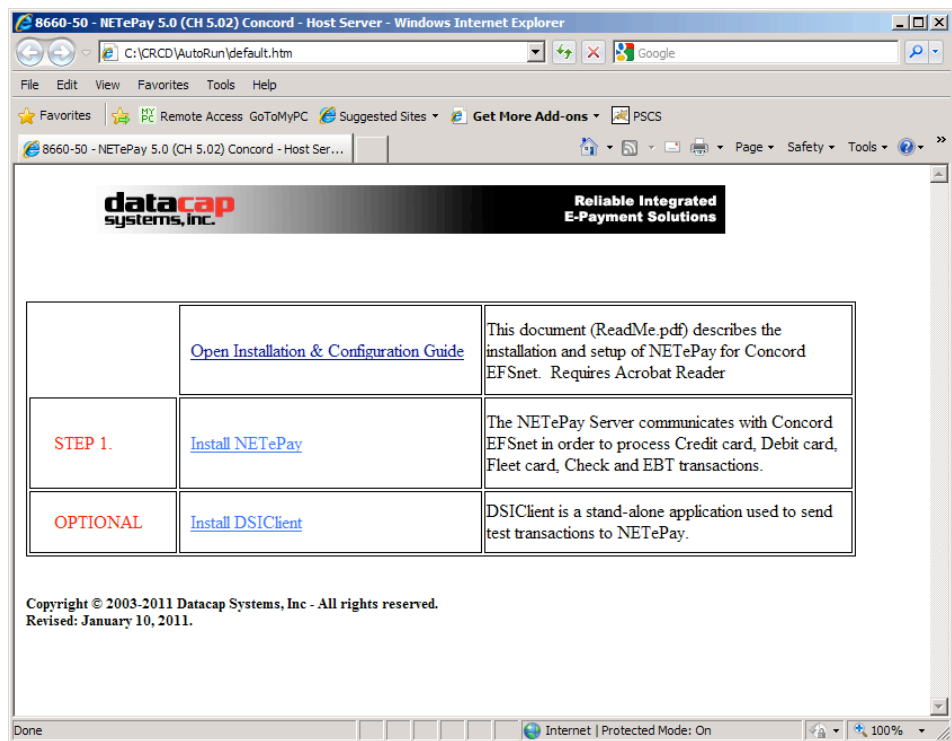 8660-50 - NETePay 5.0 (CH 5.02) Concord - Host Server - Windows Internet Explorer
C:\CRCD\AutoRun\default.htm
Google
File Edit View Favorites Tools Help
Favorites
MY PC
Remote Access GoToMyPC
Suggested Sites
Get More Add-ons
PSCS
8660-50 - NETePay 5.0 (CH 5.02) Concord - Host Ser...
Page Safety Tools
datacap
systems, inc.
Reliable Integrated
E-Payment Solutions
Open Installation & Configuration Guide
This document (ReadMe.pdf) describes the
installation and setup of NETePay for Concord
EFSnet. Requires Acrobat Reader
STEP 1.
Install NETePay
The NETePay Server communicates with Concord
EFSnet in order to process Credit card, Debit card,
Fleet card, Check and EBT transactions.
OPTIONAL
Install DSIClient
DSIClient is a stand-alone application used to send
test transactions to NETePay.
Copyright © 2003-2011 Datacap Systems, Inc - All rights reserved.
Revised: January 10, 2011.
Done
Internet | Protected Mode: On
100%